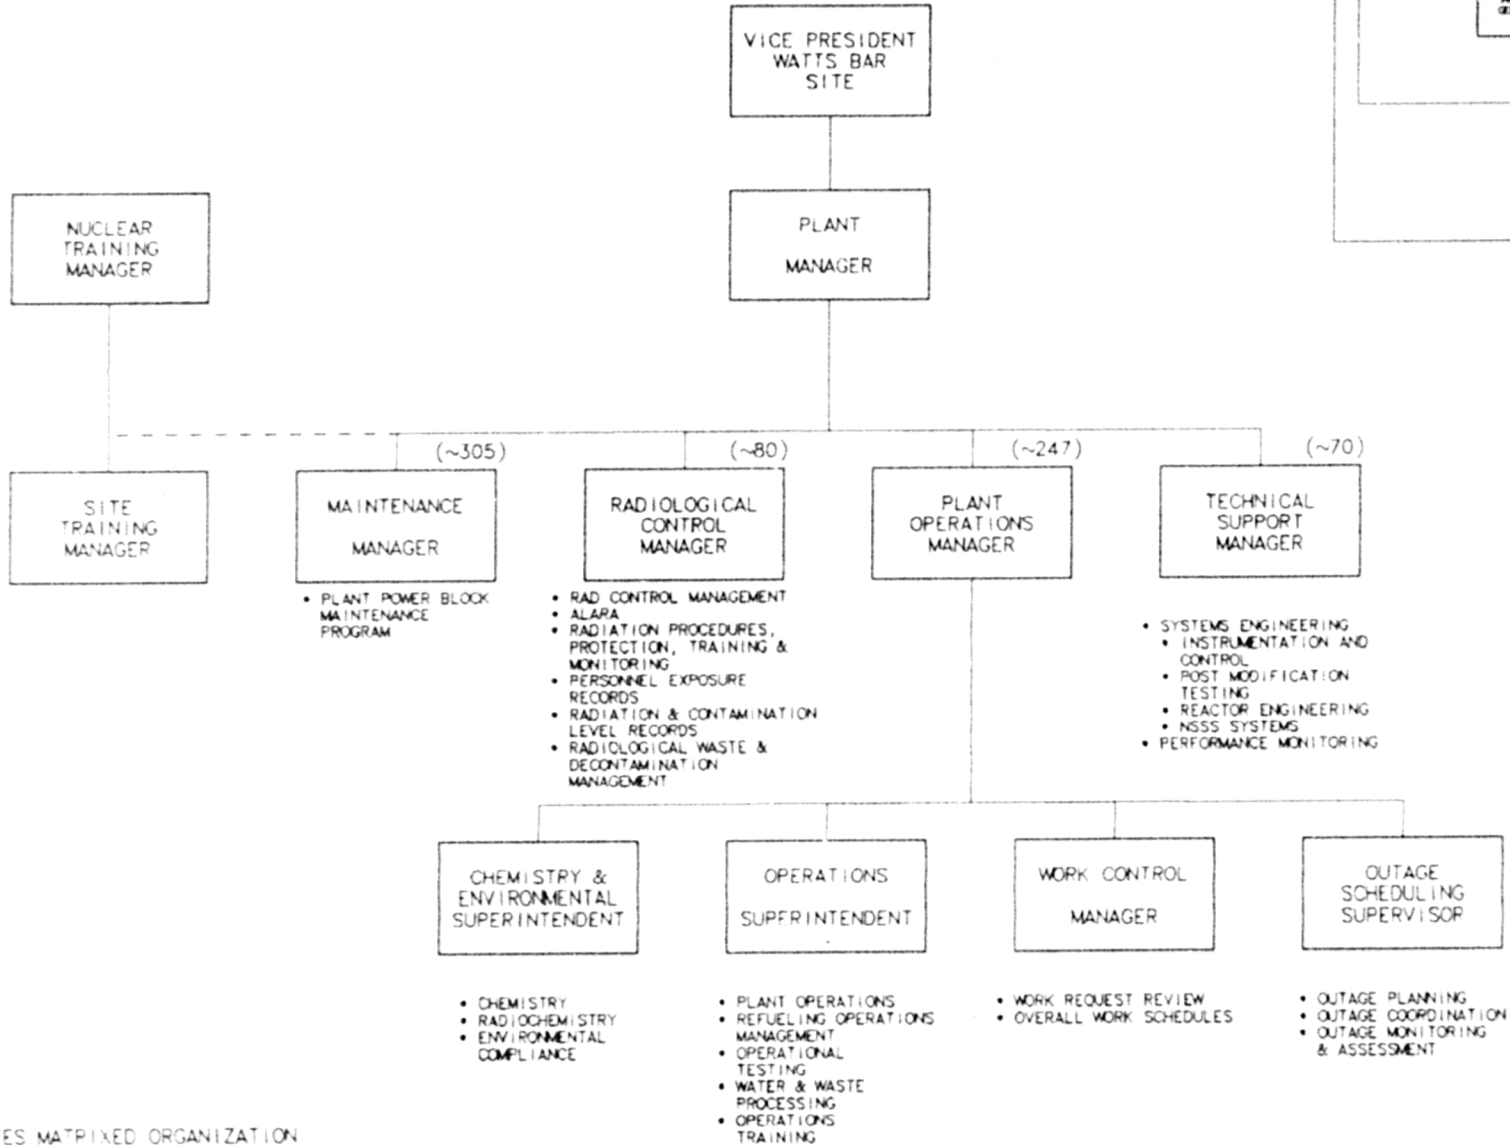 VICE PRESIDENT
WATTS BAR
SITE
NUCLEAR
TRAINING
MANAGER
PLANT
MANAGER
(~305)
(~80)
(~247)
(~70)
SITE
TRAINING
MANAGER
MAINTENANCE
MANAGER
RADIOLOGICAL
CONTROL
MANAGER
PLANT
OPERATIONS
MANAGER
TECHNICAL
SUPPORT
MANAGER
• PLANT POWER BLOCK
MAINTENANCE
PROGRAM
• RAD CONTROL MANAGEMENT
• ALARA
• RADIATION PROCEDURES,
PROTECTION, TRAINING &
MONITORING
• PERSONNEL EXPOSURE
RECORDS
• RADIATION & CONTAMINATION
LEVEL RECORDS
• RADIOLOGICAL WASTE &
DECONTAMINATION
MANAGEMENT
• SYSTEMS ENGINEERING
• INSTRUMENTATION AND
CONTROL
• POST MODIFICATION
TESTING
• REACTOR ENGINEERING
• NSSS SYSTEMS
• PERFORMANCE MONITORING
CHEMISTRY &
ENVIRONMENTAL
SUPERINTENDENT
OPERATIONS
SUPERINTENDENT
WORK CONTROL
MANAGER
OUTAGE
SCHEDULING
SUPERVISOR
• CHEMISTRY
• RADIOCHEMISTRY
• ENVIRONMENTAL
COMPLIANCE
• PLANT OPERATIONS
• REFUELING OPERATIONS
MANAGEMENT
• OPERATIONAL
TESTING
• WATER & WASTE
PROCESSING
• OPERATIONS
TRAINING
• WORK REQUEST REVIEW
• OVERALL WORK SCHEDULES
• OUTAGE PLANNING
• OUTAGE COORDINATION
• OUTAGE MONITORING
& ASSESSMENT
ES MATRIXED ORGANIZATION